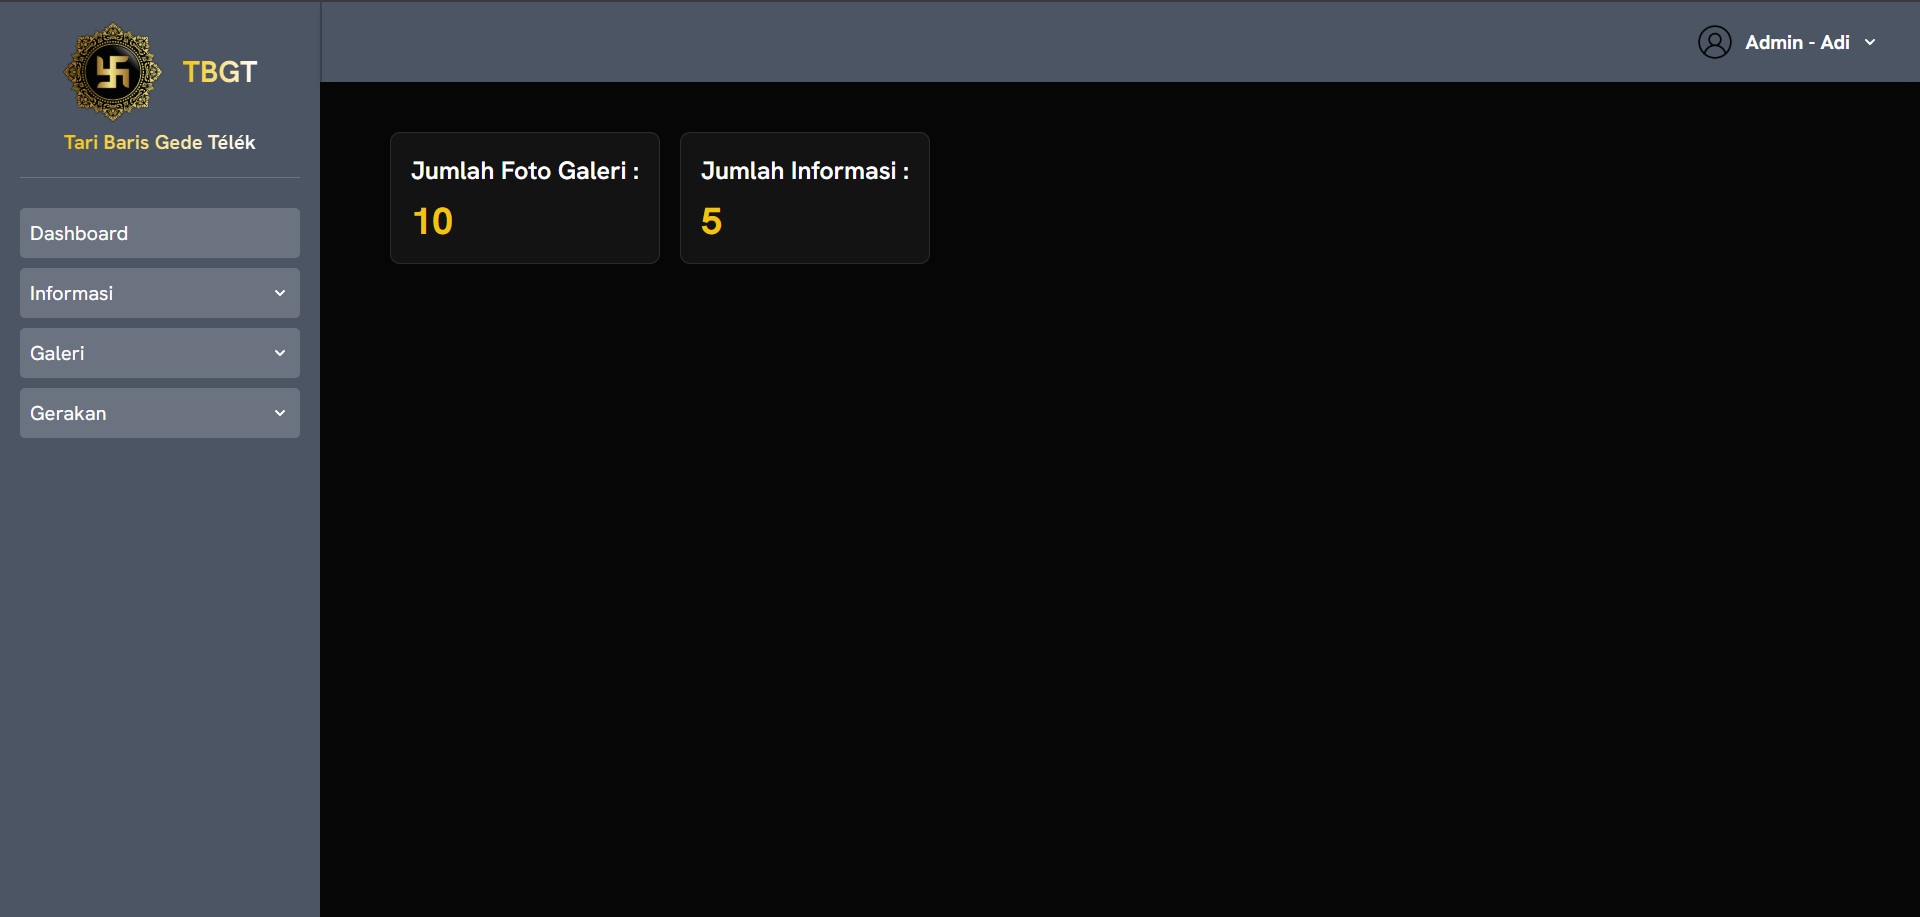 TBGT
Tari Baris Gede Télék
Dashboard
Informasi
Galeri
Gerakan
Admin - Adi
Jumlah Foto Galeri :
10
Jumlah Informasi :
5